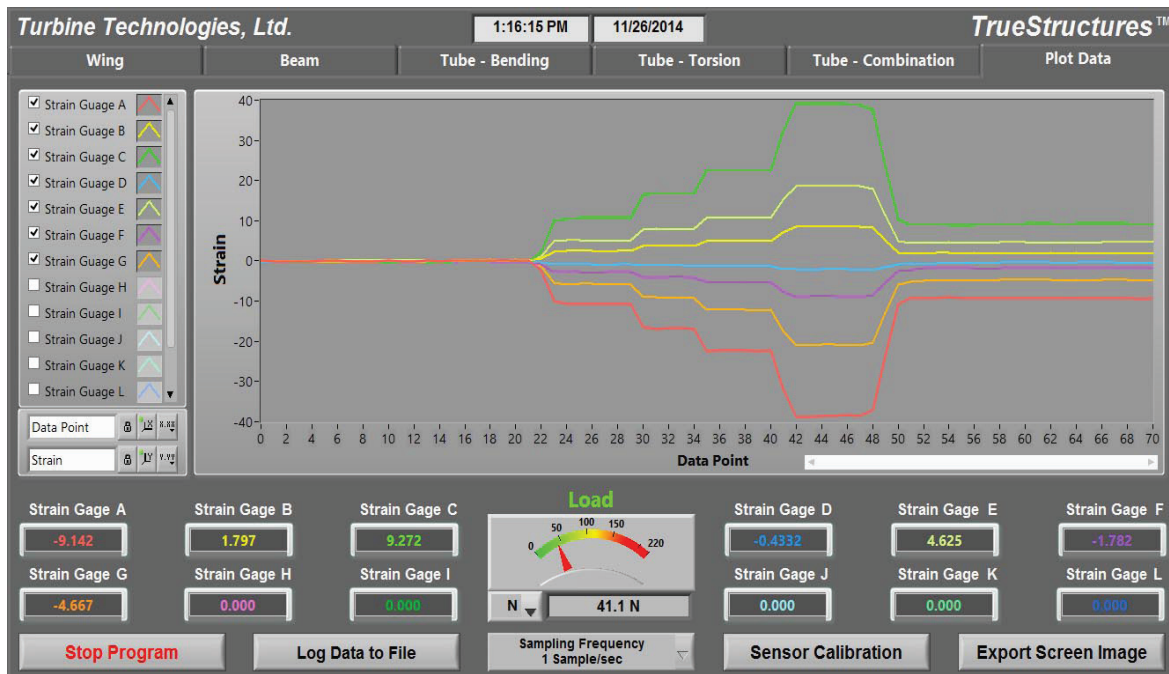 Turbine Technologies, Ltd.
1:16:15 PM
11/26/2014
TrueStructures™
Wing
Beam
Tube - Bending
Tube - Torsion
Tube - Combination
Plot Data
Strain Guage A
Strain Guage B
Strain Guage C
Strain Guage D
Strain Guage E
Strain Guage F
Strain Guage G
Strain Guage H
Strain Guage I
Strain Guage J
Strain Guage K
Strain Guage L
Data Point
Strain
40
30
20
10
0
-10
-20
-30
-40
Strain
0 2 4 6 8 10 12 14 16 18 20 22 24 26 28 30 32 34 36 38 40 42 44 46 48 50 52 54 56 58 60 62 64 66 68 70
Data Point
Strain Gage A
-9.142
Strain Gage B
1.797
Strain Gage C
9.272
Load
0 50 100 150 220
N
41.1 N
Strain Gage D
-0.4332
Strain Gage E
4.625
Strain Gage F
-1.782
Strain Gage G
-4.667
Strain Gage H
0.000
Strain Gage I
0.000
Strain Gage J
0.000
Strain Gage K
0.000
Strain Gage L
0.000
Stop Program
Log Data to File
Sampling Frequency
1 Sample/sec
Sensor Calibration
Export Screen Image